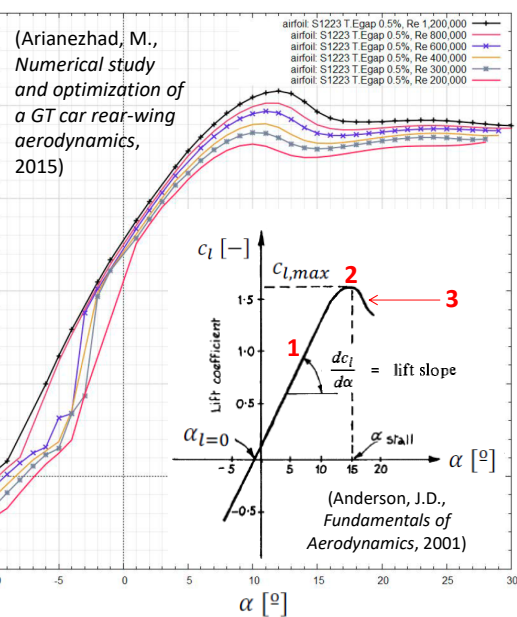 (Arianezhad, M.,
Numerical study
and optimization of
a GT car rear-wing
aerodynamics,
2015)
airfoil: S1223 T.Egap 0.5%, Re 1,200,000
airfoil: S1223 T.Egap 0.5%, Re 800,000
airfoil: S1223 T.Egap 0.5%, Re 600,000
airfoil: S1223 T.Egap 0.5%, Re 400,000
airfoil: S1223 T.Egap 0.5%, Re 300,000
airfoil: S1223 T.Egap 0.5%, Re 200,000
c_l [–]
c_l,max
2
3
1.5
1
1.0
Lift coefficient
dc_l
dα
= lift slope
0.5
α_l=0
α stall
-5
5
10
15
20
α [º]
-0.5
(Anderson, J.D.,
Fundamentals of
Aerodynamics, 2001)
-5
0
5
10
15
20
25
30
α [º]